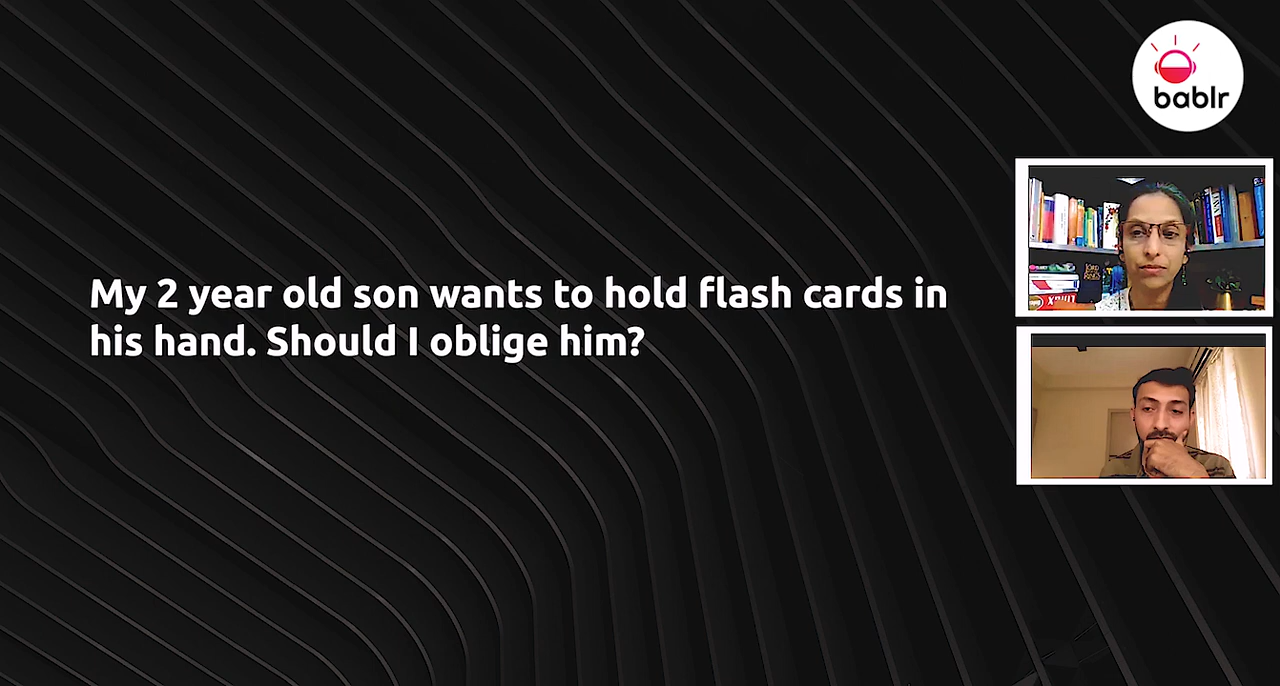 bablr
My 2 year old son wants to hold flash cards in
his hand. Should I oblige him?